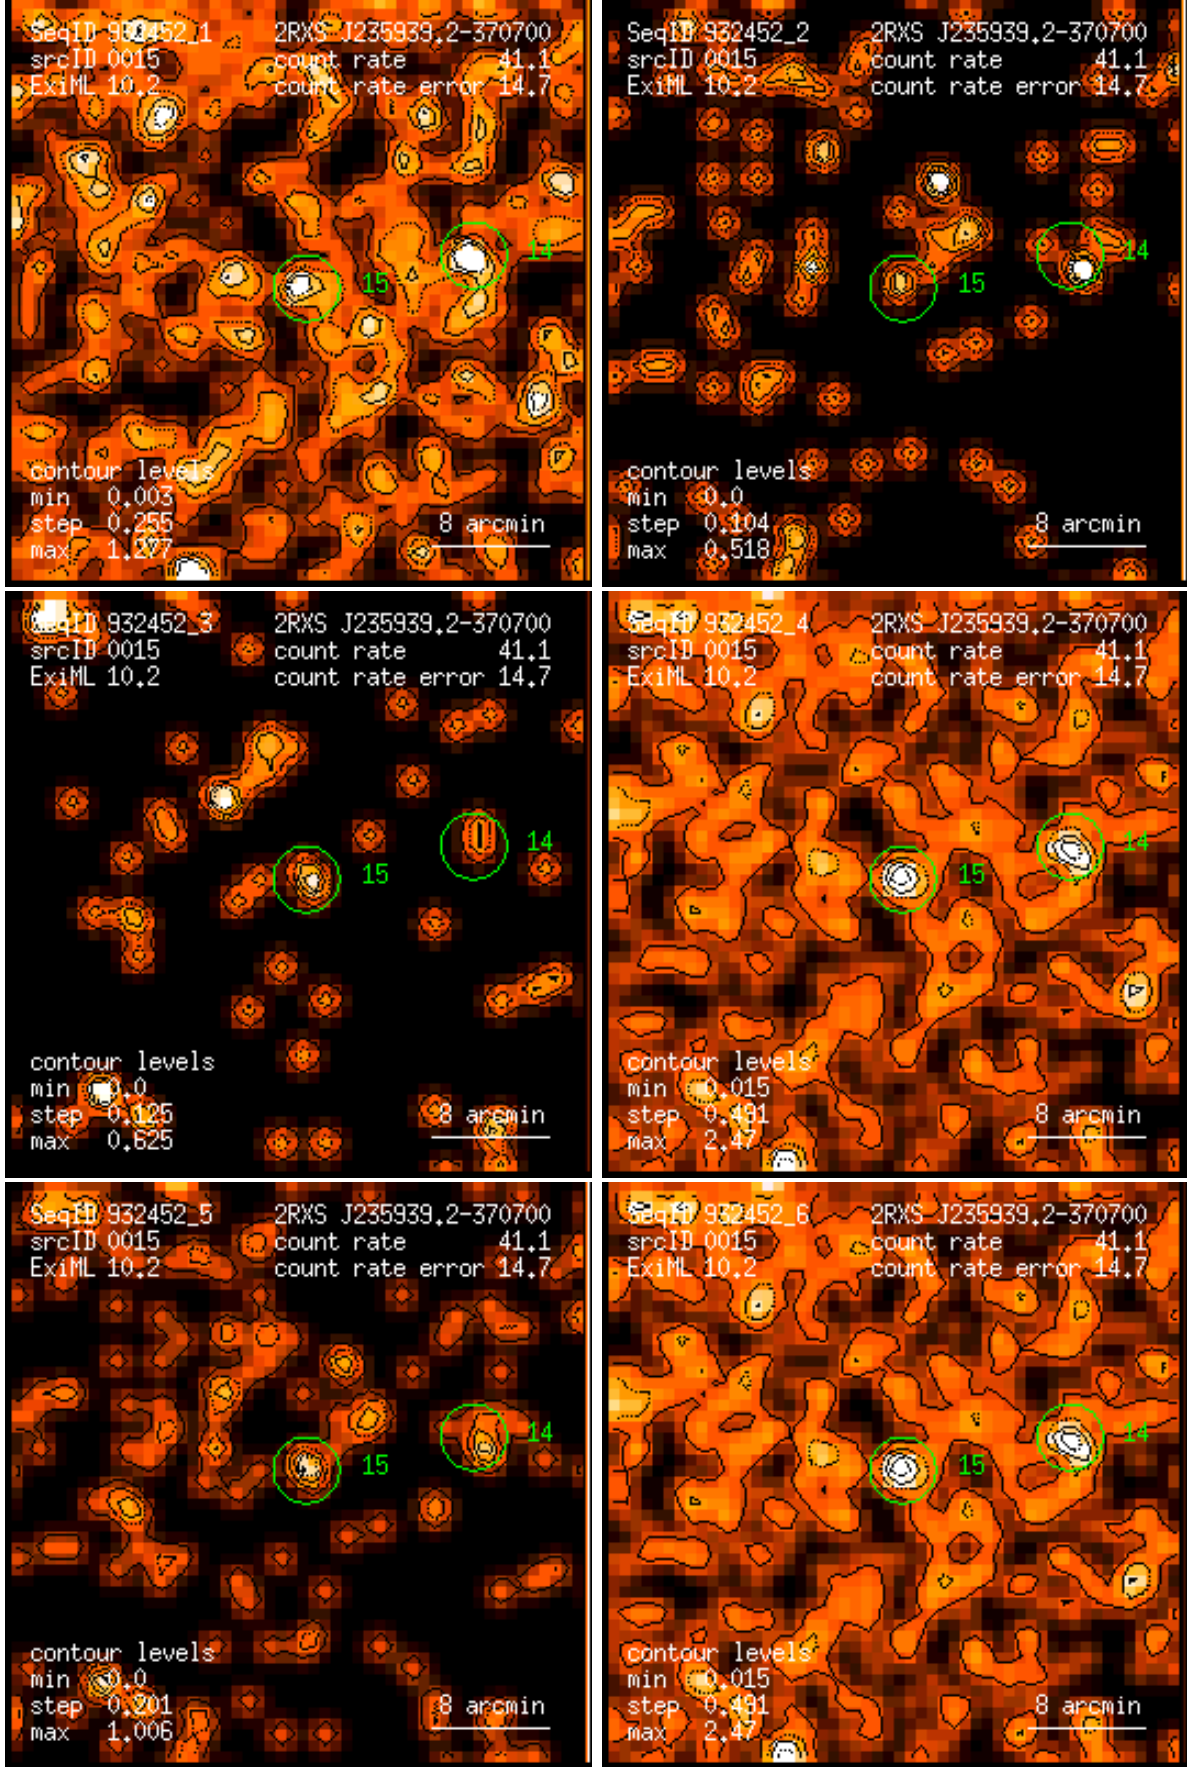 SeqID 932452_1 2RXS J235939.2-370700
srcID 0015 count rate 41.1
ExiML 10.2 count rate error 14.7
14
15
contour levels
min 0.003
step 0.255 8 arcmin
max 1.277
SeqID 932452_2 2RXS J235939.2-370700
srcID 0015 count rate 41.1
ExiML 10.2 count rate error 14.7
14
15
contour levels
min 0.0
step 0.104 8 arcmin
max 0.518
SeqID 932452_3 2RXS J235939.2-370700
srcID 0015 count rate 41.1
ExiML 10.2 count rate error 14.7
14
15
contour levels
min 0.0
step 0.125 8 arcmin
max 0.625
SeqID 932452_4 2RXS J235939.2-370700
srcID 0015 count rate 41.1
ExiML 10.2 count rate error 14.7
14
15
contour levels
min 0.015
step 0.491 8 arcmin
max 2.47
SeqID 932452_5 2RXS J235939.2-370700
srcID 0015 count rate 41.1
ExiML 10.2 count rate error 14.7
14
15
contour levels
min 0.0
step 0.201 8 arcmin
max 1.006
SeqID 932452_6 2RXS J235939.2-370700
srcID 0015 count rate 41.1
ExiML 10.2 count rate error 14.7
14
15
contour levels
min 0.015
step 0.491 8 arcmin
max 2.47